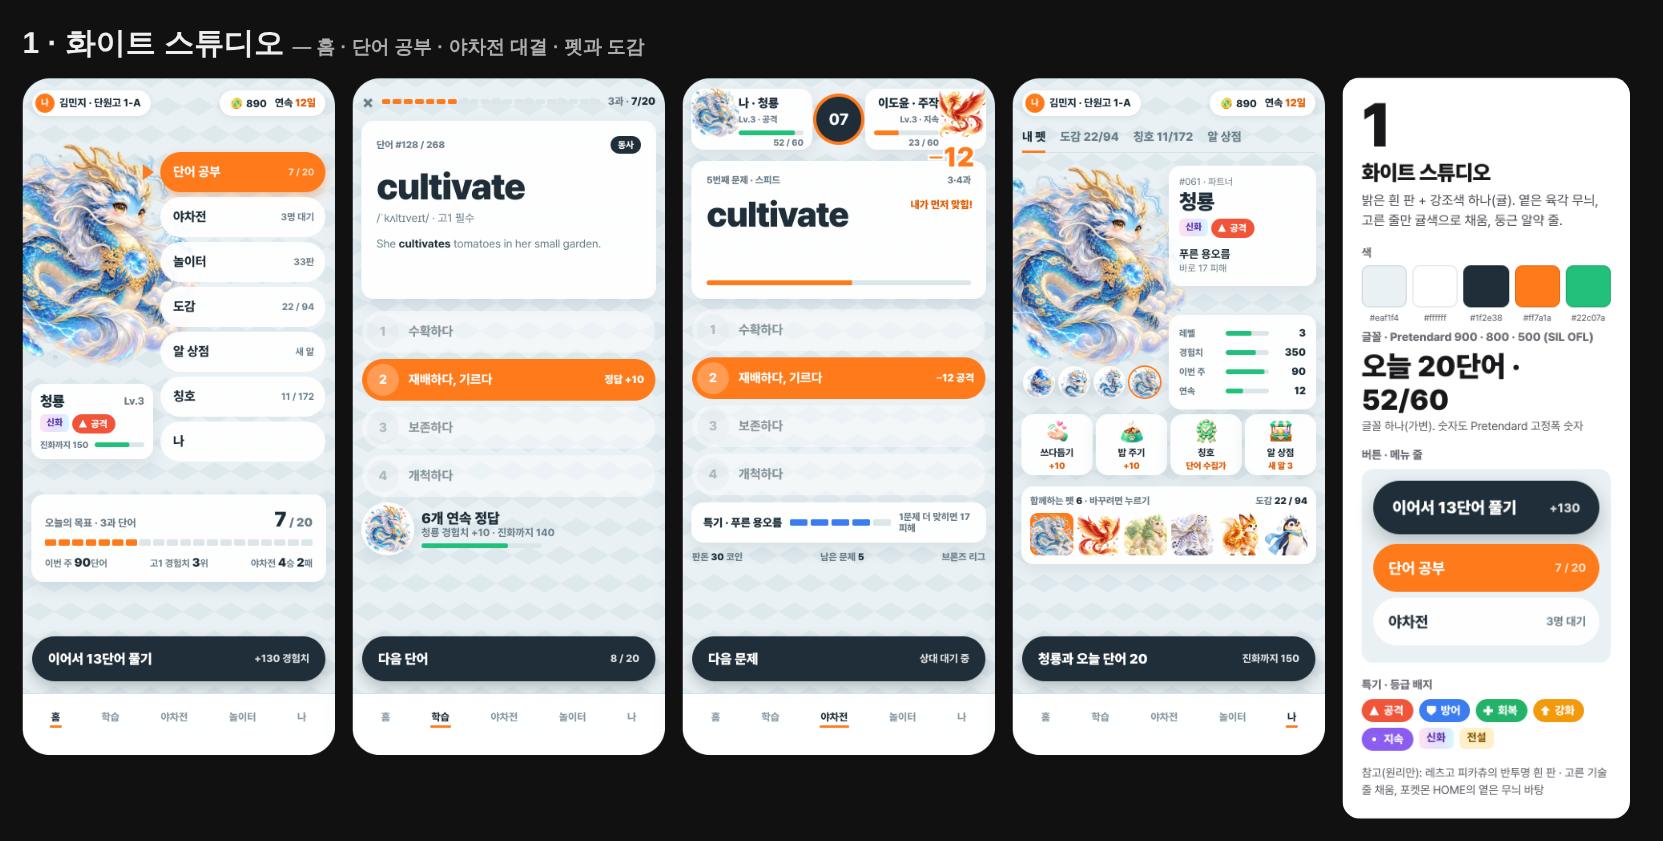 1 · 화이트 스튜디오 — 홈 · 단어 공부 · 야차전 대결 · 펫과 도감
나 김민지 · 단원고 1-A
890 연속 12일
단어 공부 7 / 20
야차전 3명 대기
놀이터 33판
도감 22 / 94
알 상점 새 알
칭호 11 / 172
나
청룡 Lv.3
신화 ▲ 공격
진화까지 150
오늘의 목표 · 3과 단어 7 / 20
이번 주 90단어 고1 경험치 3위 야차전 4승 2패
이어서 13단어 풀기 +130 경험치
홈 학습 야차전 놀이터 나
× 3과 · 7/20
단어 #128 / 268 동사
cultivate
/ˈkʌltɪveɪt/ · 고1 필수
She cultivates tomatoes in her small garden.
1 수확하다
2 재배하다, 기르다 정답 +10
3 보존하다
4 개척하다
6개 연속 정답
청룡 경험치 +10 · 진화까지 140
다음 단어 8 / 20
홈 학습 야차전 놀이터 나
나 · 청룡
Lv.3 · 공격
52 / 60
07
이도윤 · 주작
Lv.3 · 지속
23 / 60
−12
5번째 문제 · 스피드 3·4과
cultivate 내가 먼저 맞힘!
1 수확하다
2 재배하다, 기르다 −12 공격
3 보존하다
4 개척하다
특기 · 푸른 용오름 1문제 더 맞히면 17
피해
판돈 30 코인 남은 문제 5 브론즈 리그
다음 문제 상대 대기 중
홈 학습 야차전 놀이터 나
나 김민지 · 단원고 1-A
890 연속 12일
내 펫 도감 22/94 칭호 11/172 알 상점
#061 · 파트너
청룡
신화 ▲ 공격
푸른 용오름
바로 17 피해
레벨 3
경험치 350
이번 주 90
연속 12
쓰다듬기 +10
밥 주기 +10
칭호 단어 수집가
알 상점 새 알 3
함께하는 펫 6 · 바꾸려면 누르기 도감 22 / 94
청룡과 오늘 단어 20 진화까지 150
홈 학습 야차전 놀이터 나
1
화이트 스튜디오
밝은 흰 판 + 강조색 하나(귤). 옅은 육각 무늬,
고른 줄만 귤색으로 채움, 둥근 알약 줄.
색
#eaf1f4 #ffffff #1f2e38 #ff7a1a #22c07a
글꼴 · Pretendard 900 · 800 · 500 (SIL OFL)
오늘 20단어 ·
52/60
글꼴 하나(가변). 숫자도 Pretendard 고정폭 숫자
버튼 · 메뉴 줄
이어서 13단어 풀기 +130
단어 공부 7 / 20
야차전 3명 대기
특기 · 등급 배지
▲ 공격 방어 회복 강화
지속 신화 전설
참고(원리만): 레츠고 피카츄의 반투명 흰 판 · 고른 기술
줄 채움, 포켓몬 HOME의 옅은 무늬 바탕